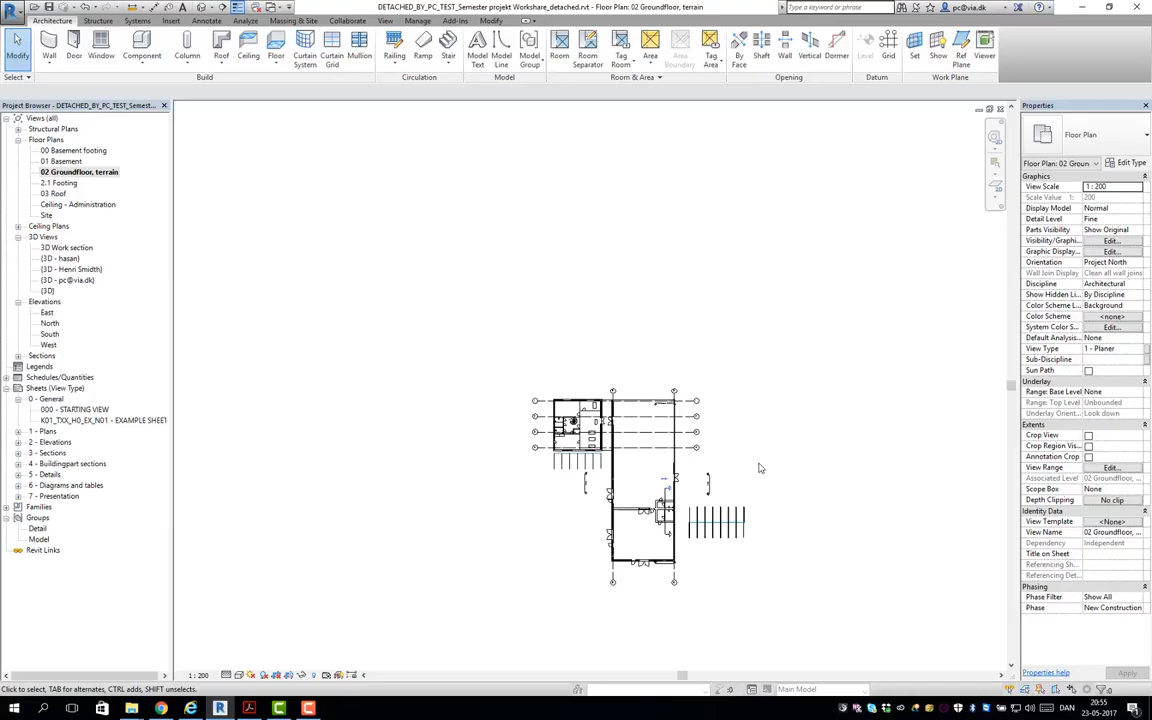 DETACHED_BY_PC_TEST_Semester projekt Workshare_detached.rvt - Floor Plan: 02 Groundfloor, terrain
Type a keyword or phrase
pc@via.dk
Architecture Structure Systems Insert Annotate Analyze Massing & Site Collaborate View Manage Add-Ins Modify
Modify Wall Door Window Component Column Roof Ceiling Floor Curtain System Curtain Grid Mullion Railing Ramp Stair Model Text Model Line Model Group Room Room Separator Tag Room Area Area Boundary Tag Area By Face Shaft Wall Vertical Dormer Level Grid Set Show Ref Plane Viewer
Select Build Circulation Model Room & Area Opening Datum Work Plane
Project Browser - DETACHED_BY_PC_TEST_Semest...
Views (all)
Structural Plans
Floor Plans
00 Basement footing
01 Basement
02 Groundfloor, terrain
2.1 Footing
03 Roof
Ceiling - Administration
Site
Ceiling Plans
3D Views
3D Work section
{3D - hasan}
{3D - Henri Smidth}
{3D - pc@via.dk}
{3D}
Elevations
East
North
South
West
Sections
Legends
Schedules/Quantities
Sheets (View Type)
0 - General
000 - STARTING VIEW
K01_TXX_H0_EX_N01 - EXAMPLE SHEET
1 - Plans
2 - Elevations
3 - Sections
4 - Buildingpart sections
5 - Details
6 - Diagrams and tables
7 - Presentation
Families
Groups
Detail
Model
Revit Links
Properties
Floor Plan
Floor Plan: 02 Groun Edit Type
Graphics
View Scale 1 : 200
Scale Value 1: 200
Display Model Normal
Detail Level Fine
Parts Visibility Show Original
Visibility/Graphi... Edit...
Graphic Display... Edit...
Orientation Project North
Wall Join Display Clean all wall joins
Discipline Architectural
Show Hidden Li... By Discipline
Color Scheme L... Background
Color Scheme <none>
System Color S... Edit...
Default Analysis... None
View Type 1 - Planer
Sub-Discipline
Sun Path
Underlay
Range: Base Level None
Range: Top Level Unbounded
Underlay Orient... Look down
Extents
Crop View
Crop Region Vis...
Annotation Crop
View Range Edit...
Associated Level 02 Groundfloor, ...
Scope Box None
Depth Clipping No clip
Identity Data
View Template <None>
View Name 02 Groundfloor, ...
Dependency Independent
Title on Sheet
Referencing Sh...
Referencing Det...
Phasing
Phase Filter Show All
Phase New Construction
Properties help Apply
1 : 200
Click to select, TAB for alternates, CTRL adds, SHIFT unselects.
:0 Main Model :0
DAN 20:55
23-05-2017